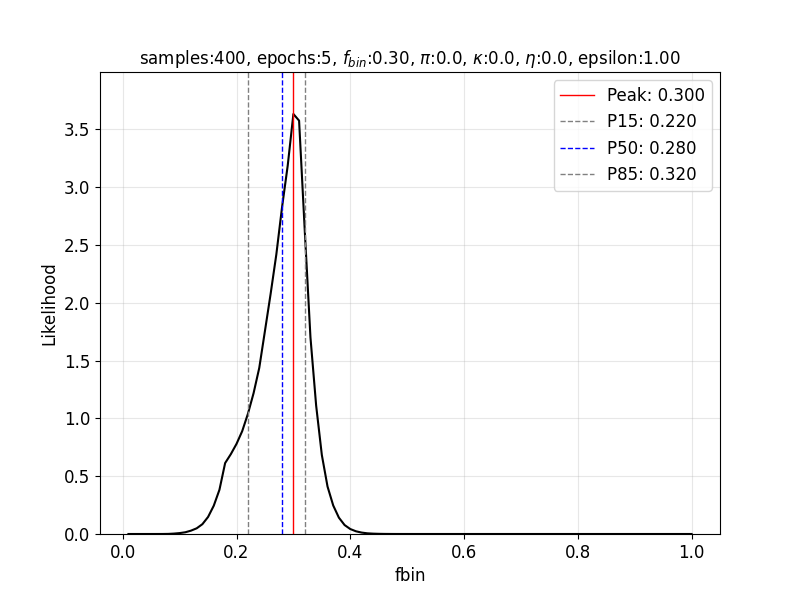 samples:400, epochs:5, f_bin:0.30, π:0.0, κ:0.0, η:0.0, epsilon:1.00
Peak: 0.300
P15: 0.220
P50: 0.280
P85: 0.320
Likelihood
3.5
3.0
2.5
2.0
1.5
1.0
0.5
0.0
0.0 0.2 0.4 0.6 0.8 1.0
fbin